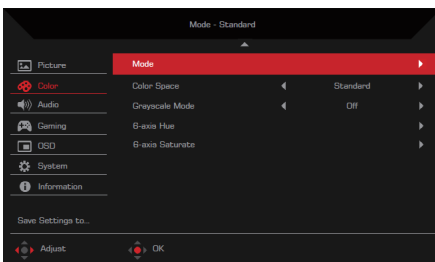 Mode - Standard
Picture
Color
Audio
Gaming
OSD
System
Information
Save Settings to...
Mode
Color Space Standard
Grayscale Mode Off
6-axis Hue
6-axis Saturate
Adjust OK